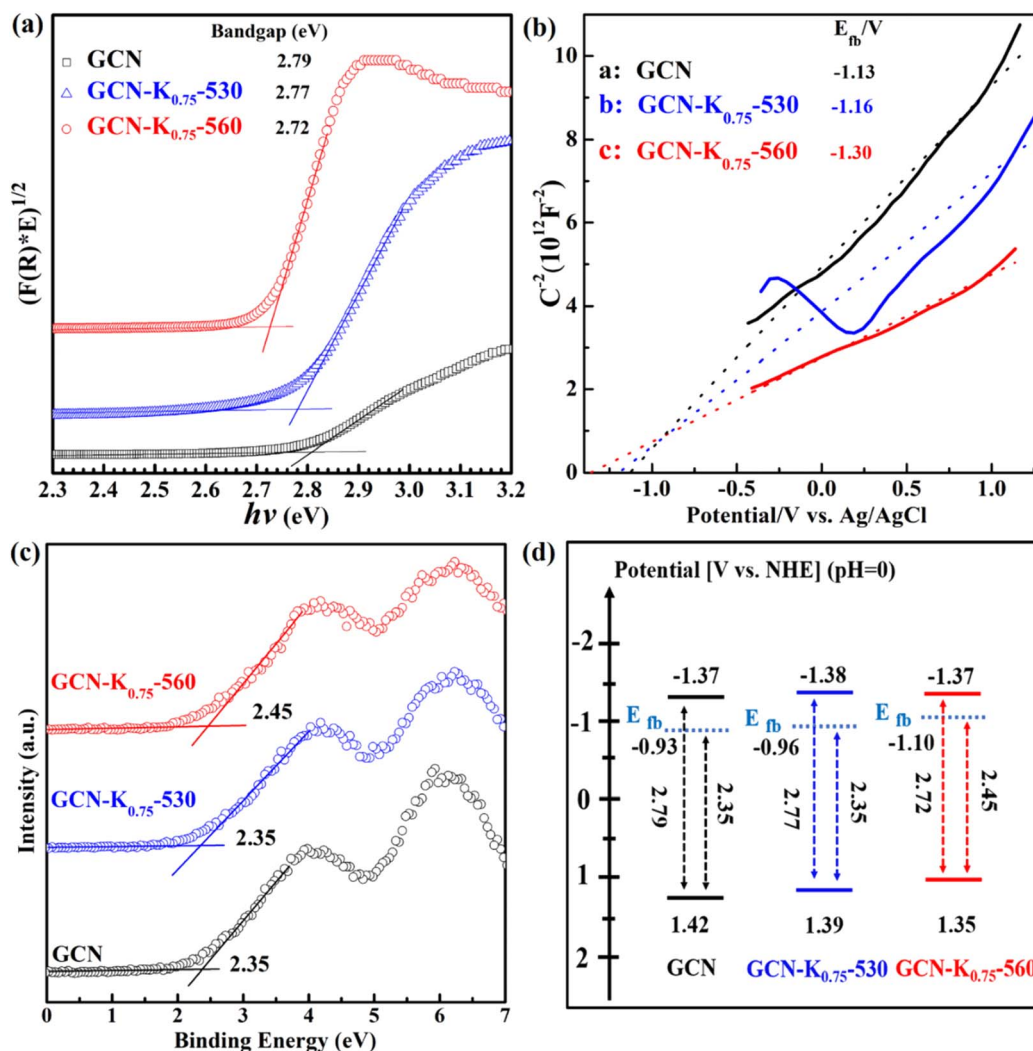 (a)
Bandgap (eV)
GCN 2.79
GCN-K0.75-530 2.77
GCN-K0.75-560 2.72
(F(R)*E)1/2
2.3 2.4 2.5 2.6 2.7 2.8 2.9 3.0 3.1 3.2
hν (eV)
(b)
Efb/V
a: GCN -1.13
b: GCN-K0.75-530 -1.16
c: GCN-K0.75-560 -1.30
10
8
6
4
2
0
C-2 (1012F-2)
-1.0 -0.5 0.0 0.5 1.0
Potential/V vs. Ag/AgCl
(c)
GCN-K0.75-560
2.45
GCN-K0.75-530
2.35
GCN
2.35
Intensity (a.u.)
0 1 2 3 4 5 6 7
Binding Energy (eV)
(d)
Potential [V vs. NHE] (pH=0)
-2
-1
0
1
2
-1.37 -1.38 -1.37
E fb E fb E fb
-0.93 -0.96 -1.10
2.79 2.35 2.77 2.35 2.72 2.45
1.42 1.39 1.35
GCN GCN-K0.75-530 GCN-K0.75-560